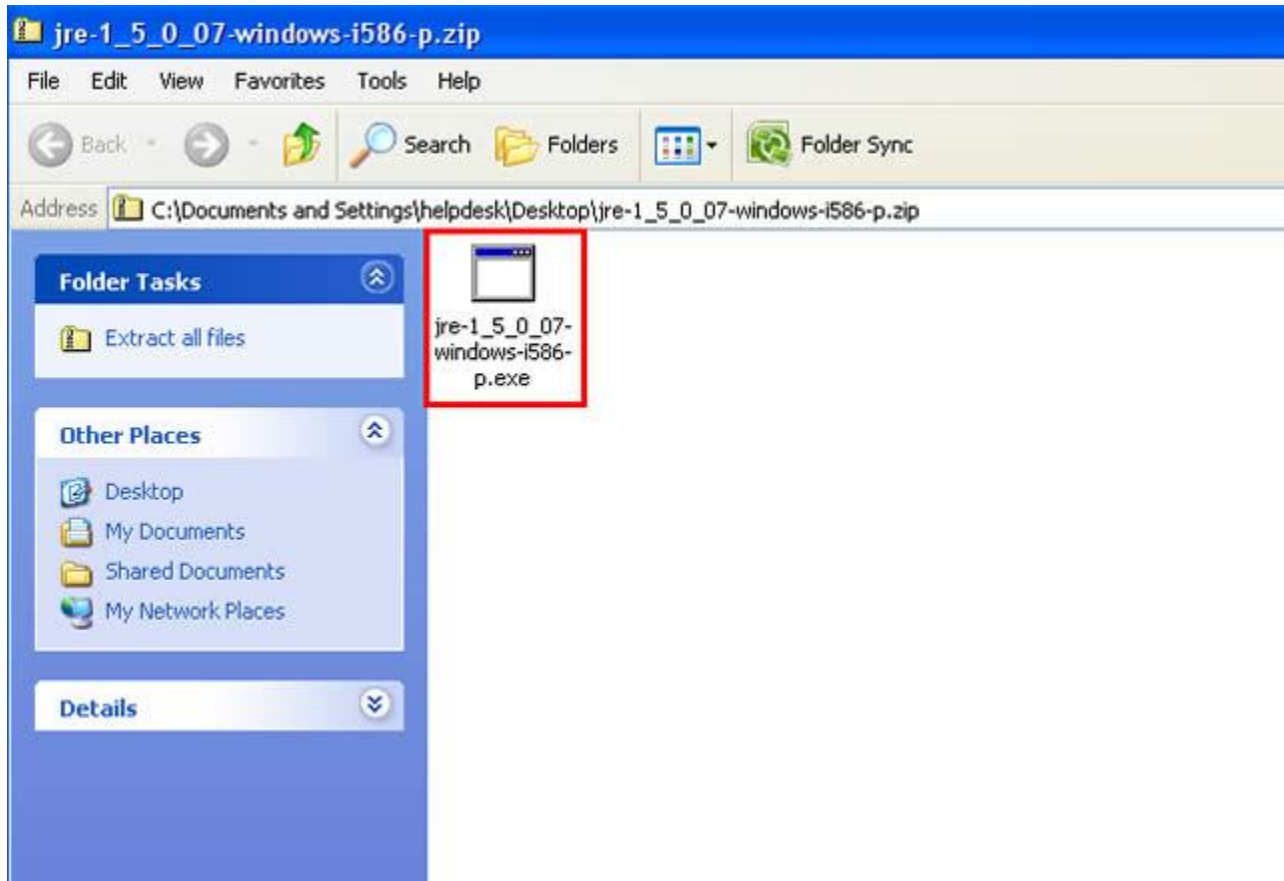 jre-1_5_0_07-windows-i586-p.zip
File Edit View Favorites Tools Help
Back Search Folders Folder Sync
Address C:\Documents and Settings\helpdesk\Desktop\jre-1_5_0_07-windows-i586-p.zip
Folder Tasks
Extract all files
jre-1_5_0_07-
windows-i586-
p.exe
Other Places
Desktop
My Documents
Shared Documents
My Network Places
Details